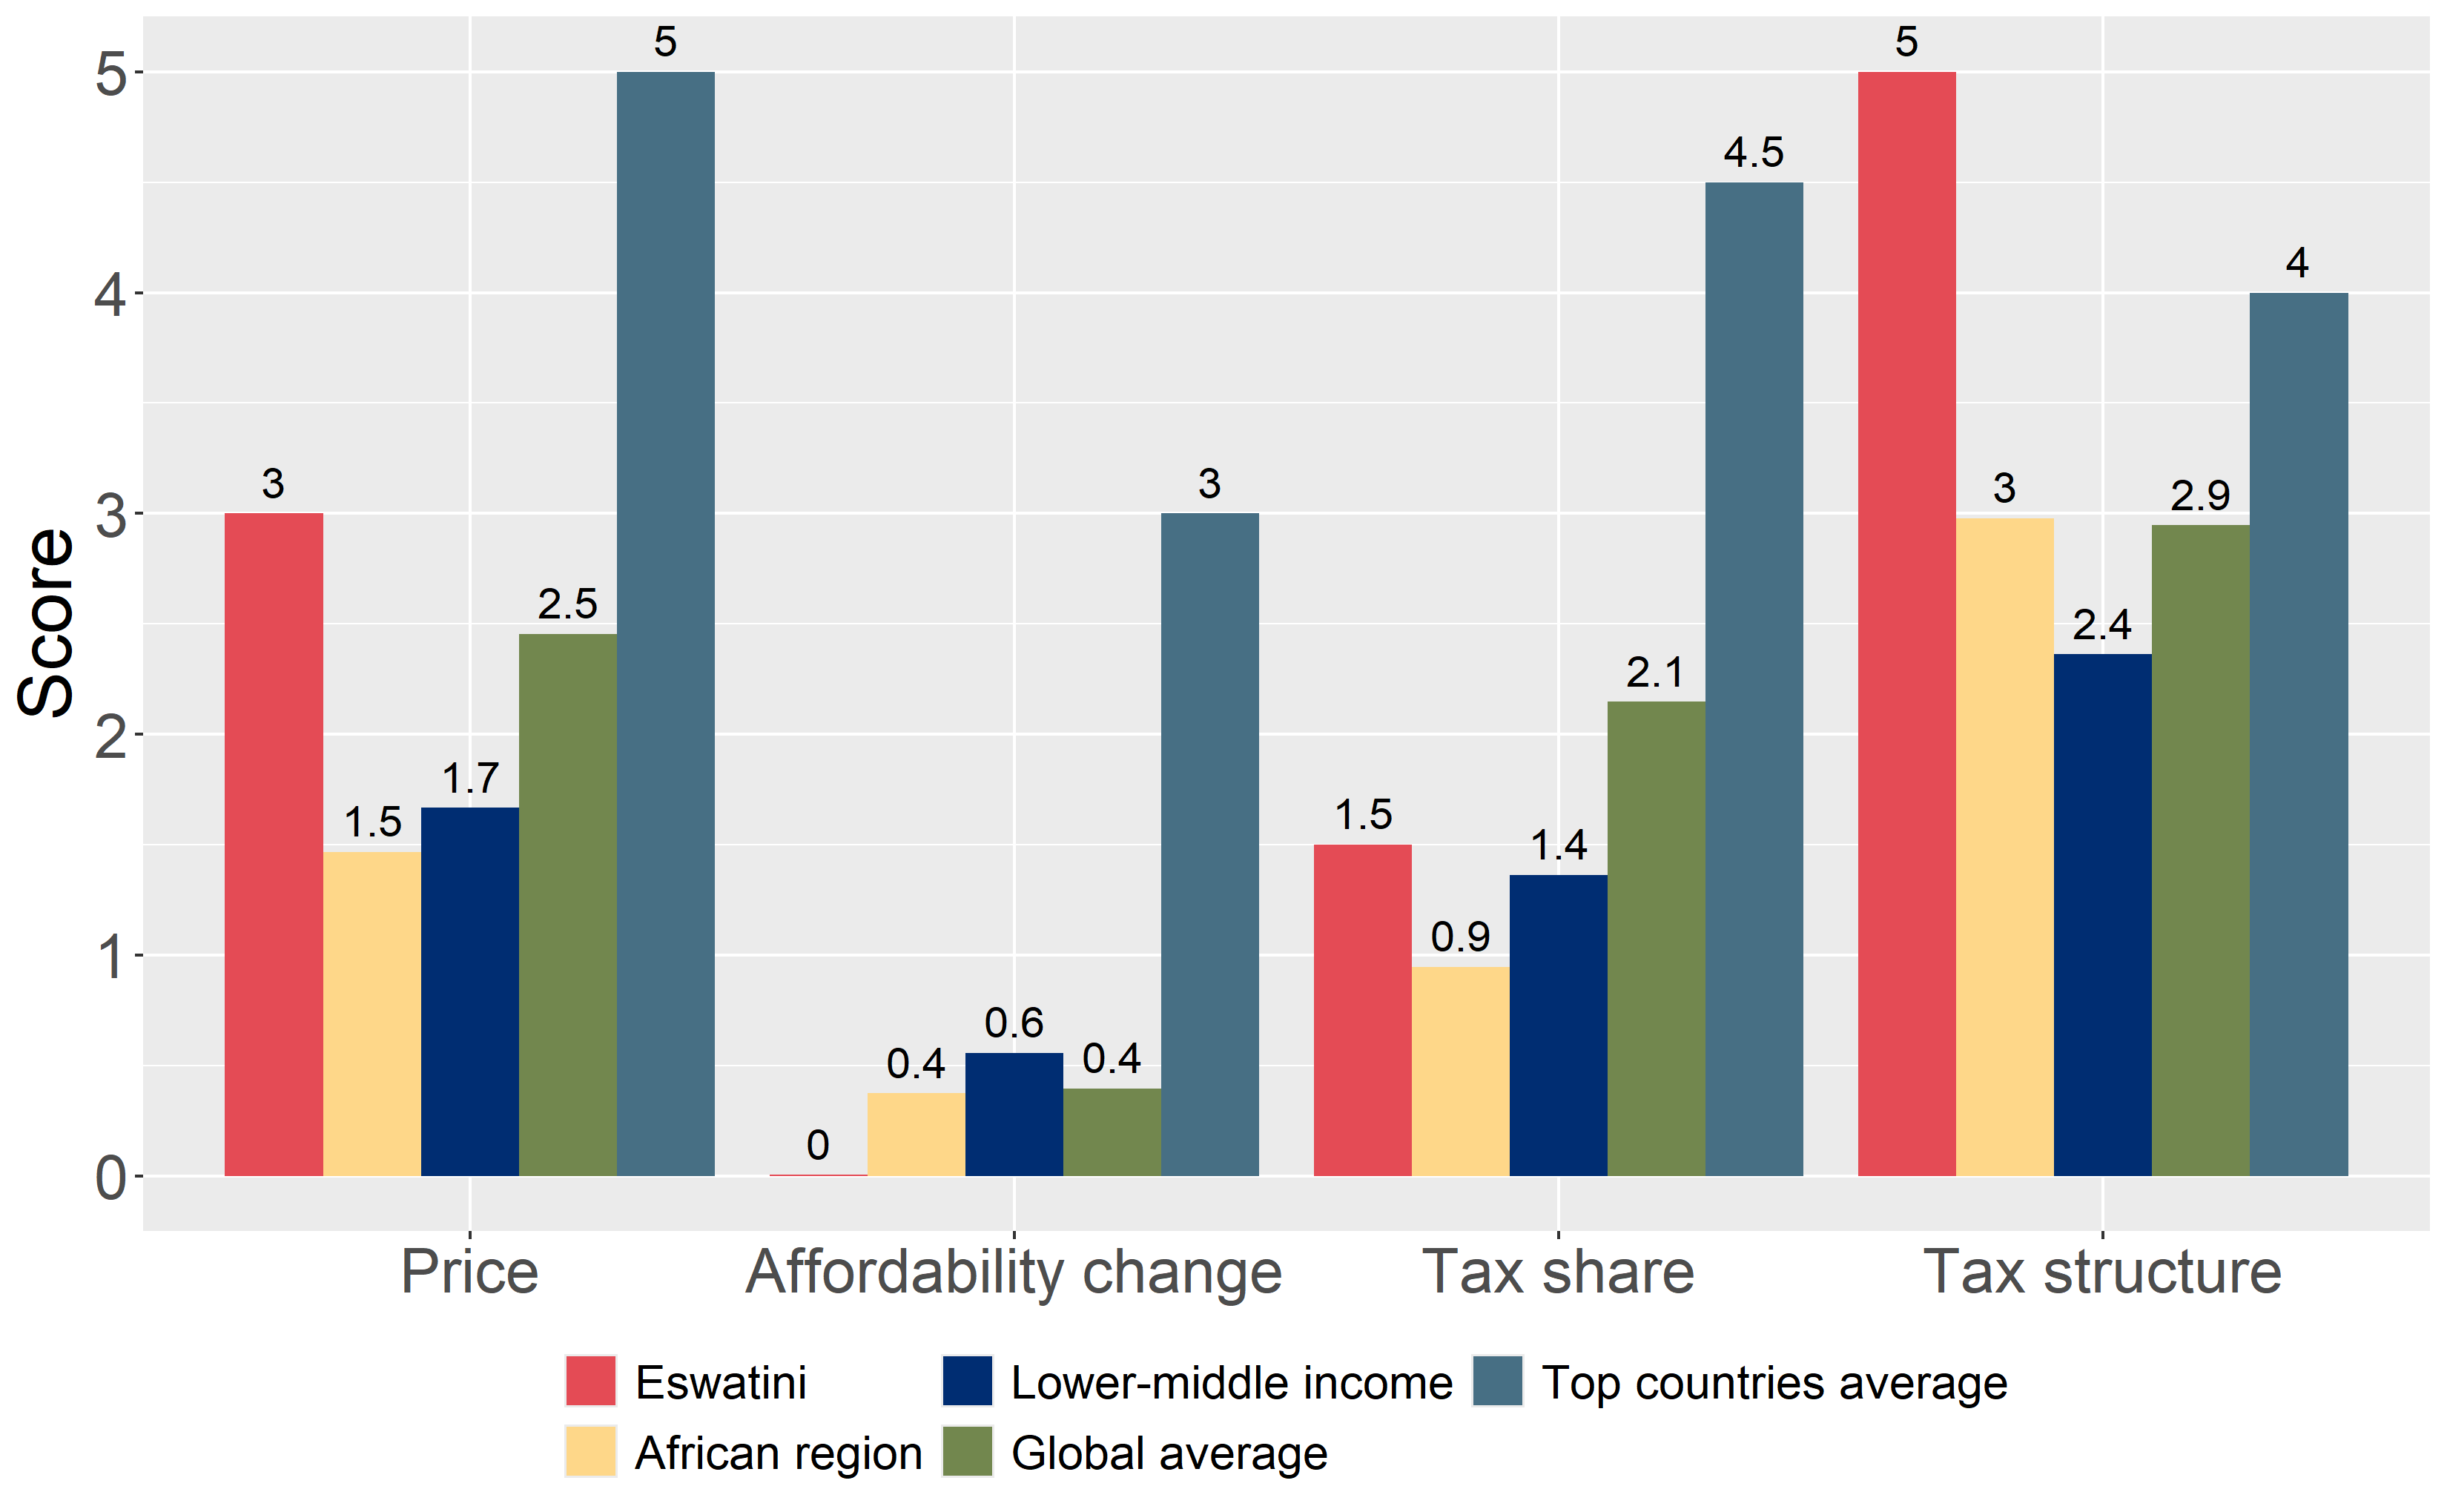 Score
5
4
3
2
1
0
3
1.5
1.7
2.5
5
0
0.4
0.6
0.4
3
1.5
0.9
1.4
2.1
4.5
5
3
2.4
2.9
4
Price
Affordability change
Tax share
Tax structure
Eswatini
Lower-middle income
Top countries average
African region
Global average